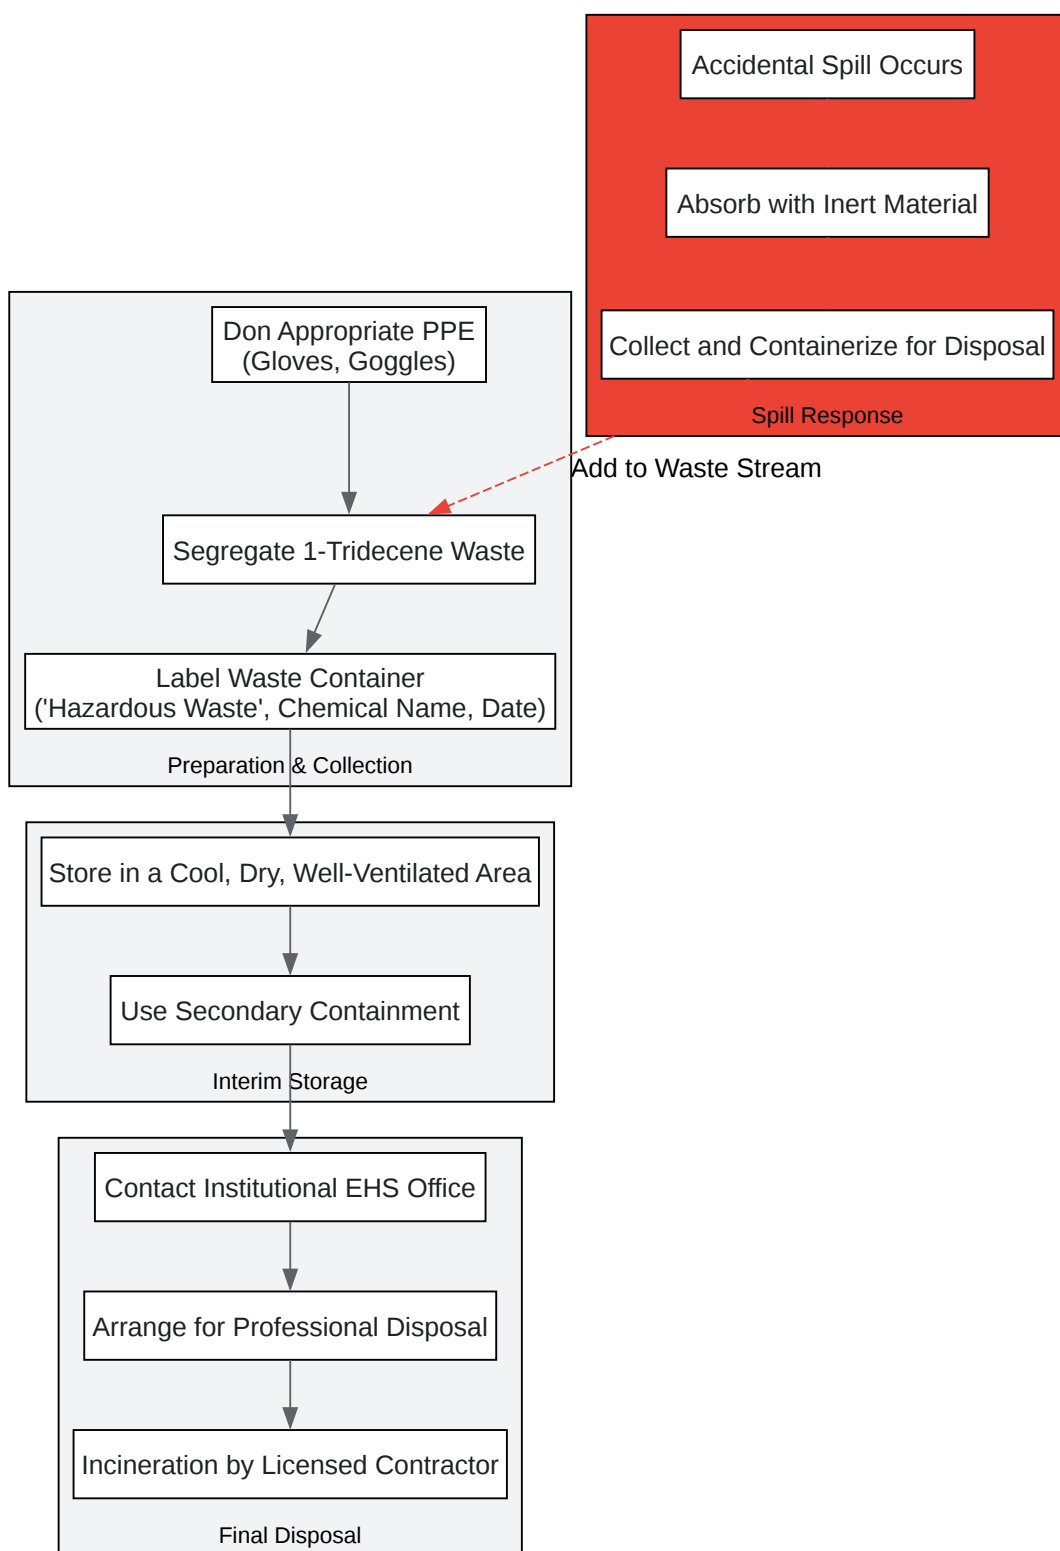 Accidental Spill Occurs
Absorb with Inert Material
Collect and Containerize for Disposal
Spill Response
Add to Waste Stream
Don Appropriate PPE
(Gloves, Goggles)
Segregate 1-Tridecene Waste
Label Waste Container
('Hazardous Waste', Chemical Name, Date)
Preparation & Collection
Store in a Cool, Dry, Well-Ventilated Area
Use Secondary Containment
Interim Storage
Contact Institutional EHS Office
Arrange for Professional Disposal
Incineration by Licensed Contractor
Final Disposal